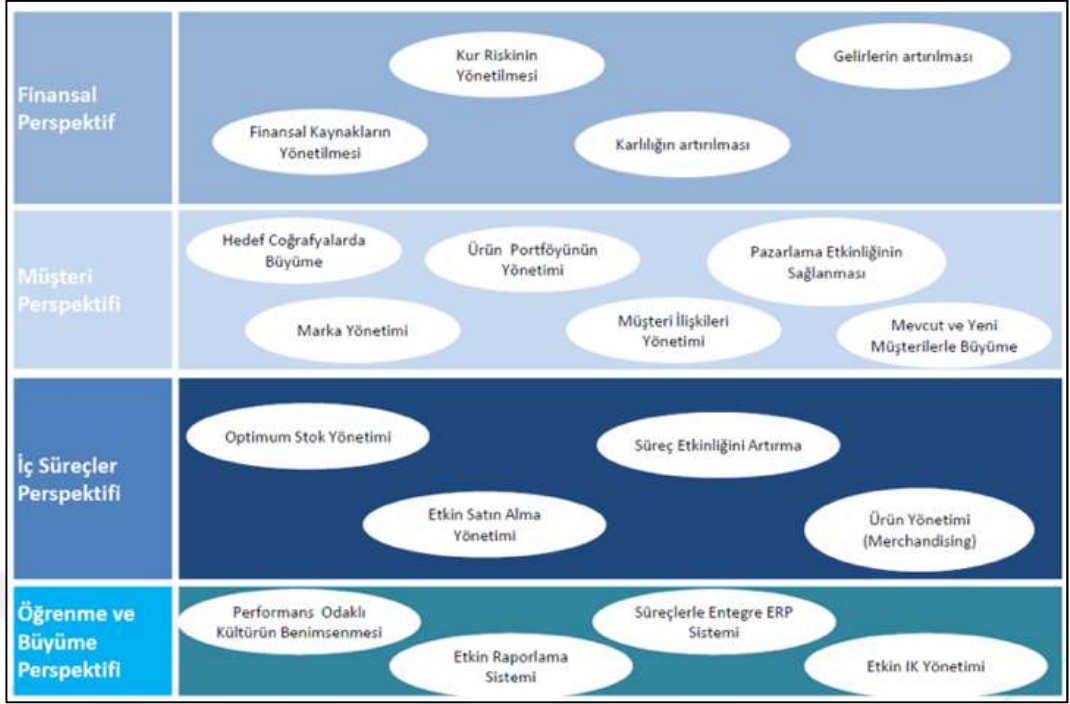 Finansal
Perspektif
Kur Riskinin
Yönetilmesi
Gelirlerin artırılması
Finansal Kaynakların
Yönetilmesi
Karlılığın artırılması
Müşteri
Perspektifi
Hedef Coğrafyalarda
Büyüme
Ürün Portföyünün
Yönetimi
Pazarlama Etkinliğinin
Sağlanması
Marka Yönetimi
Müşteri İlişkileri
Yönetimi
Mevcut ve Yeni
Müşterilerle Büyüme
İç Süreçler
Perspektifi
Optimum Stok Yönetimi
Süreç Etkinliğini Artırma
Etkin Satın Alma
Yönetimi
Ürün Yönetimi
(Merchandising)
Öğrenme ve
Büyüme
Perspektifi
Performans Odaklı
Kültürün Benimsenmesi
Süreçlerle Entegre ERP
Sistemi
Etkin Raporlama
Sistemi
Etkin IK Yönetimi